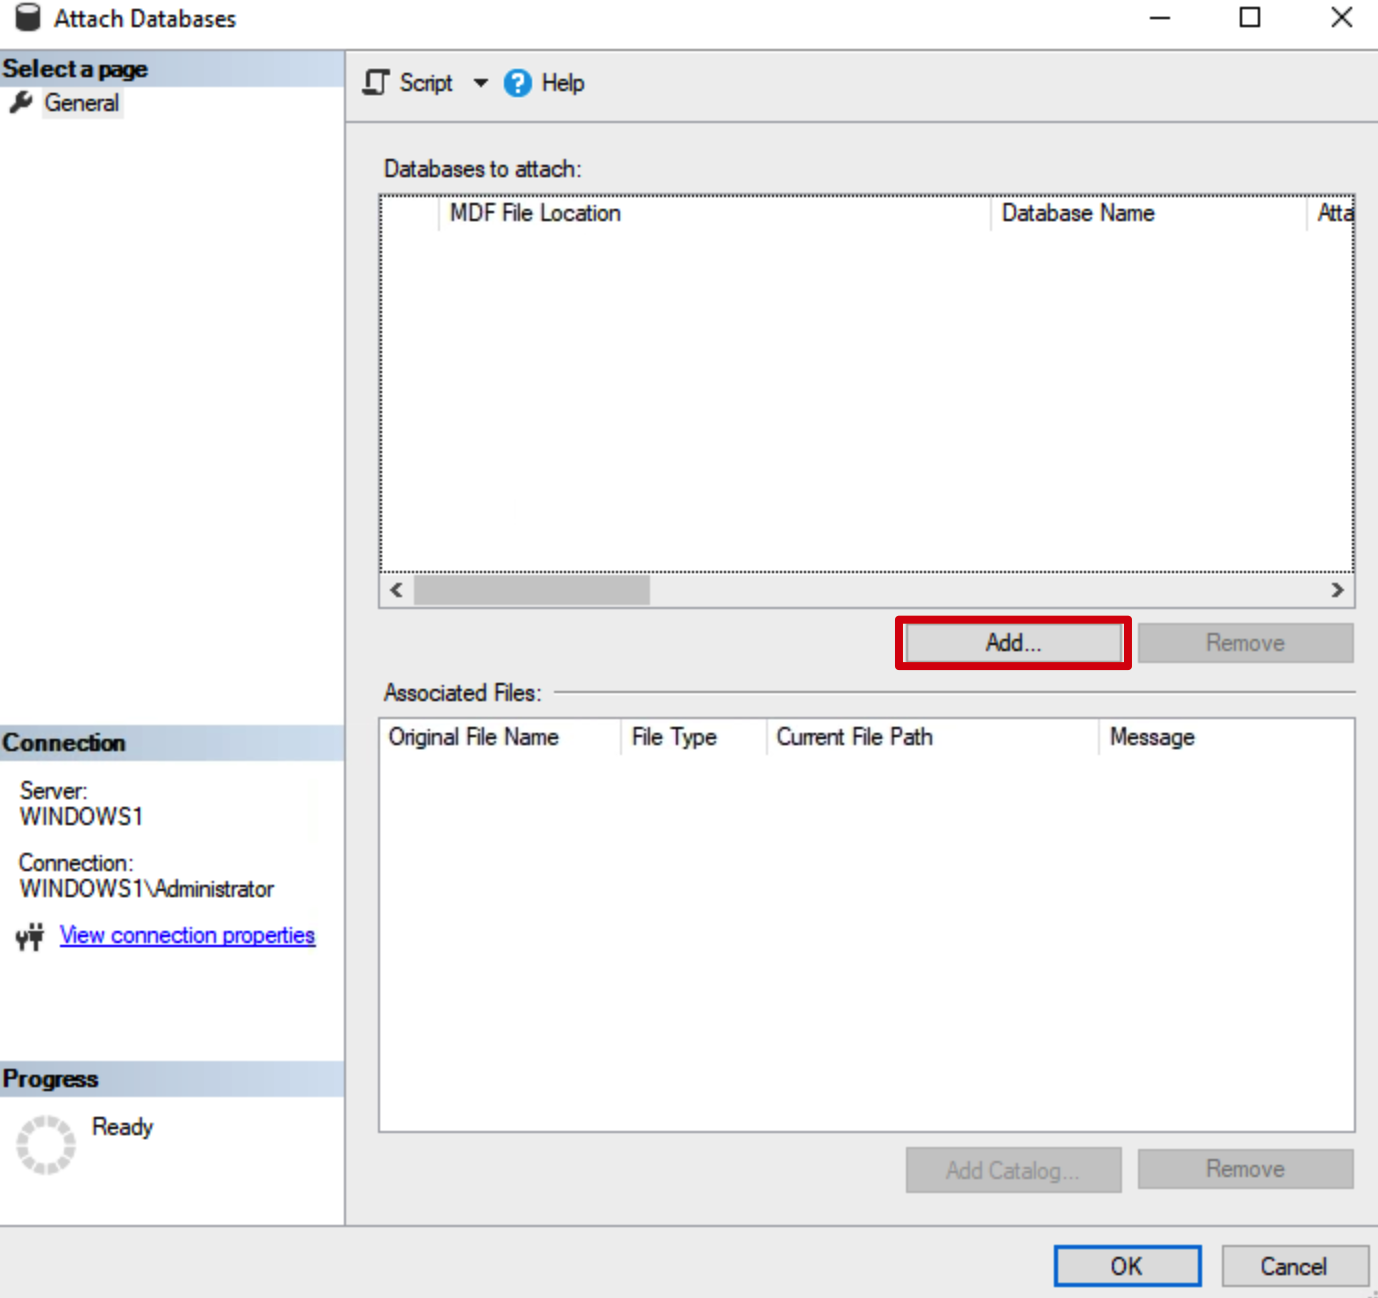 Attach Databases
Select a page
General
Script
Help
Databases to attach:
MDF File Location
Database Name
Atta
Add...
Remove
Associated Files:
Original File Name
File Type
Current File Path
Message
Connection
Server:
WINDOWS1
Connection:
WINDOWS1\Administrator
View connection properties
Progress
Ready
Add Catalog...
Remove
OK
Cancel